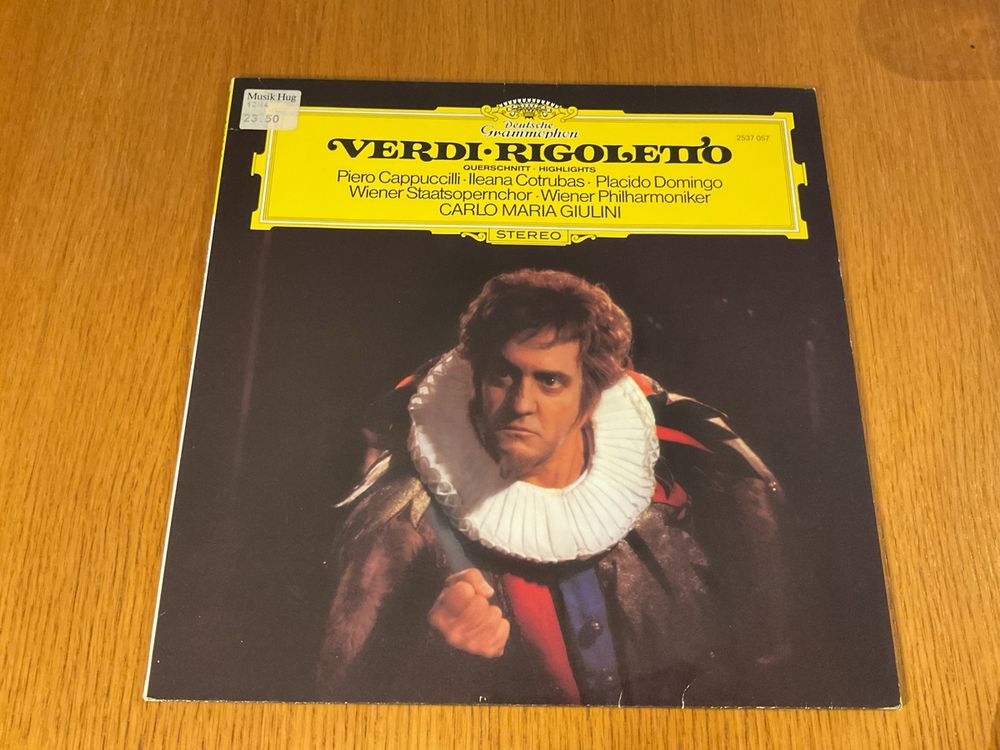 Musik Hug
23.50
Deutsche
Grammophon
2537 057
VERDI · RIGOLETTO
QUERSCHNITT · HIGHLIGHTS
Piero Cappuccilli · Ileana Cotrubas · Placido Domingo
Wiener Staatsopernchor · Wiener Philharmoniker
CARLO MARIA GIULINI
STEREO